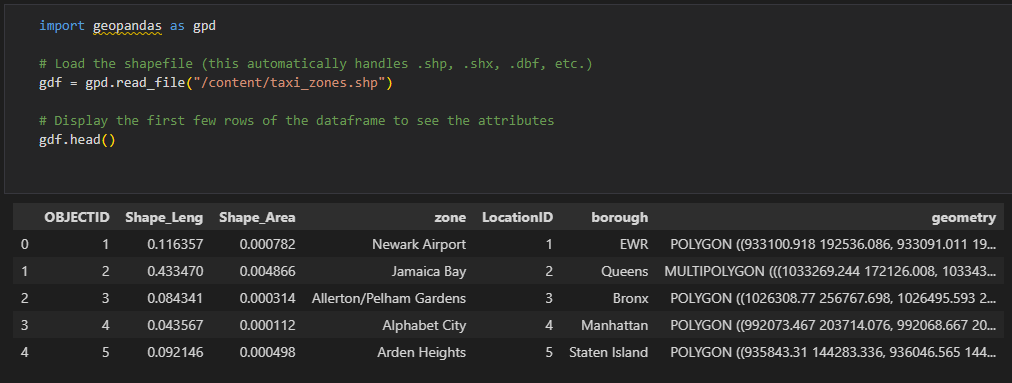 import geopandas as gpd
# Load the shapefile (this automatically handles .shp, .shx, .dbf, etc.)
gdf = gpd.read_file("/content/taxi_zones.shp")
# Display the first few rows of the dataframe to see the attributes
gdf.head()
OBJECTID Shape_Leng Shape_Area zone LocationID borough geometry
0 1 0.116357 0.000782 Newark Airport 1 EWR POLYGON ((933100.918 192536.086, 933091.011 19...
1 2 0.433470 0.004866 Jamaica Bay 2 Queens MULTIPOLYGON (((1033269.244 172126.008, 103343...
2 3 0.084341 0.000314 Allerton/Pelham Gardens 3 Bronx POLYGON ((1026308.77 256767.698, 1026495.593 2...
3 4 0.043567 0.000112 Alphabet City 4 Manhattan POLYGON ((992073.467 203714.076, 992068.667 20...
4 5 0.092146 0.000498 Arden Heights 5 Staten Island POLYGON ((935843.31 144283.336, 936046.565 144...